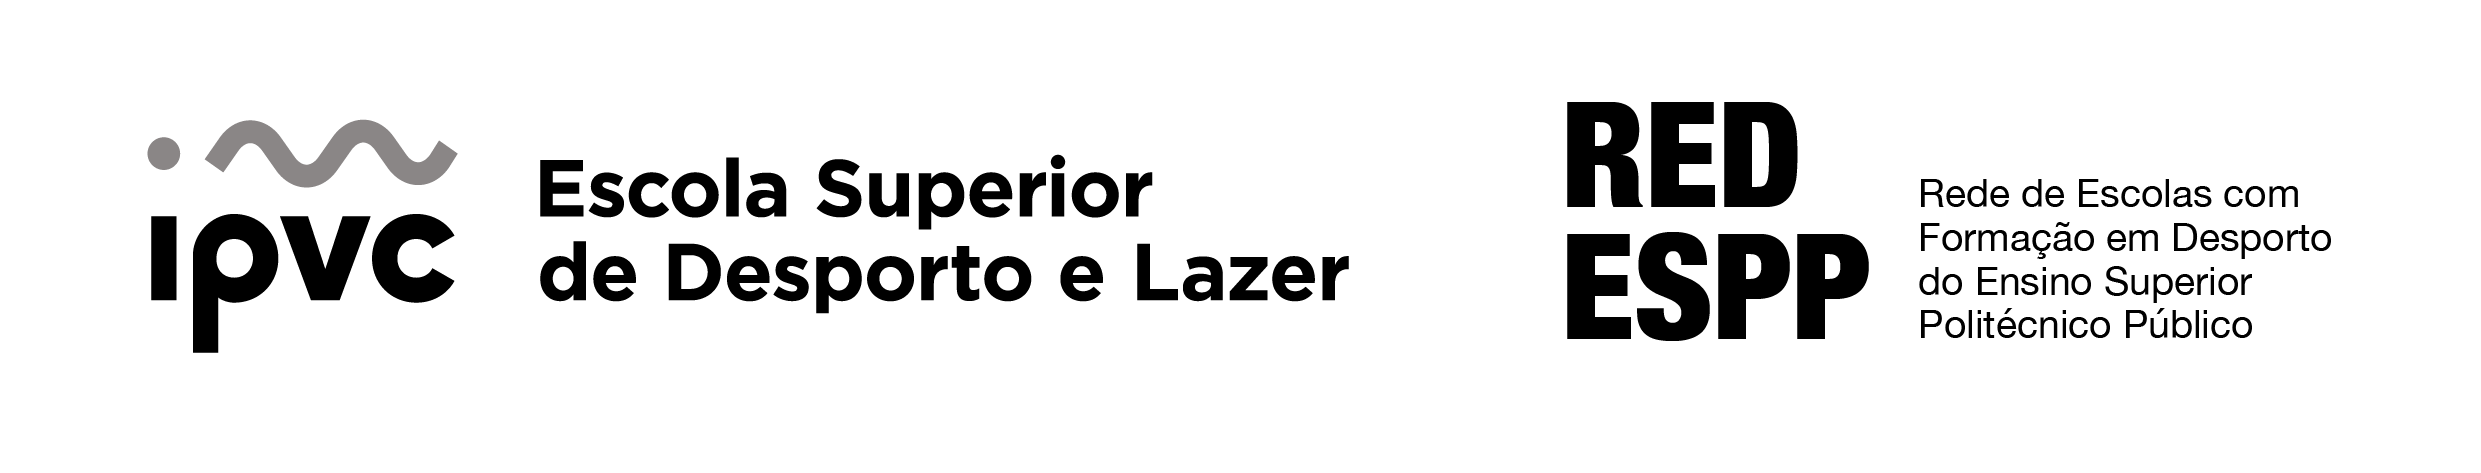 ipvc
Escola Superior
de Desporto e Lazer
RED
ESPP
Rede de Escolas com
Formação em Desporto
do Ensino Superior
Politécnico Público